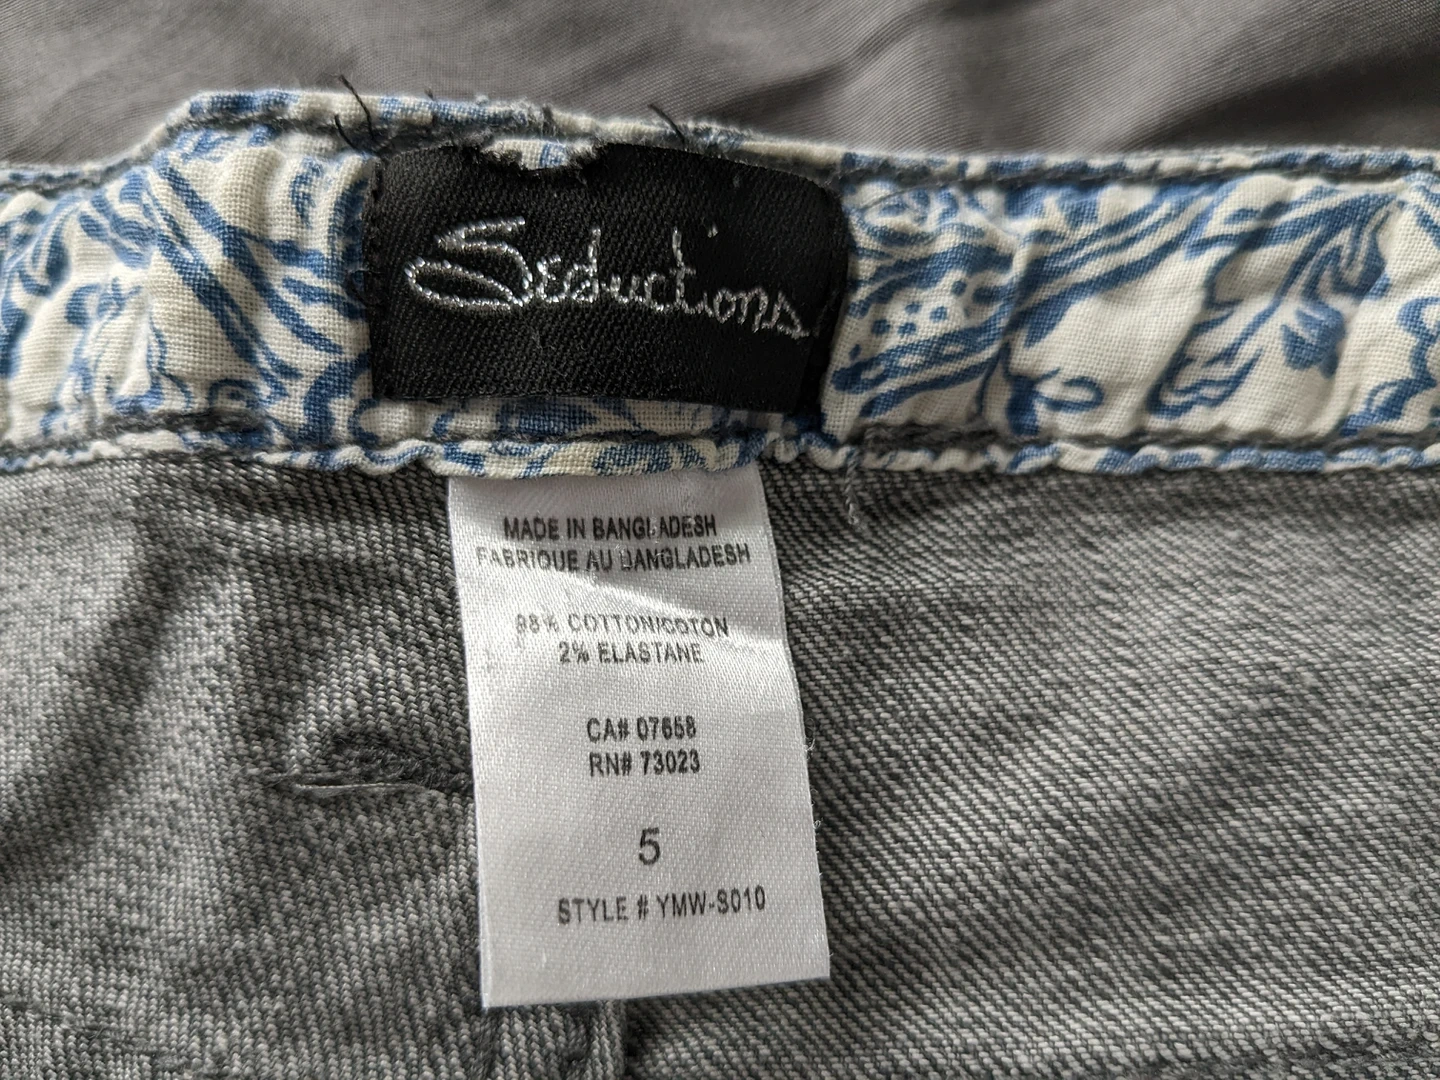 Seductions
MADE IN BANGLADESH
FABRIQUE AU BANGLADESH
98% COTTON/COTON
2% ELASTANE
CA# 07658
RN# 73023
5
STYLE # YMW-S010